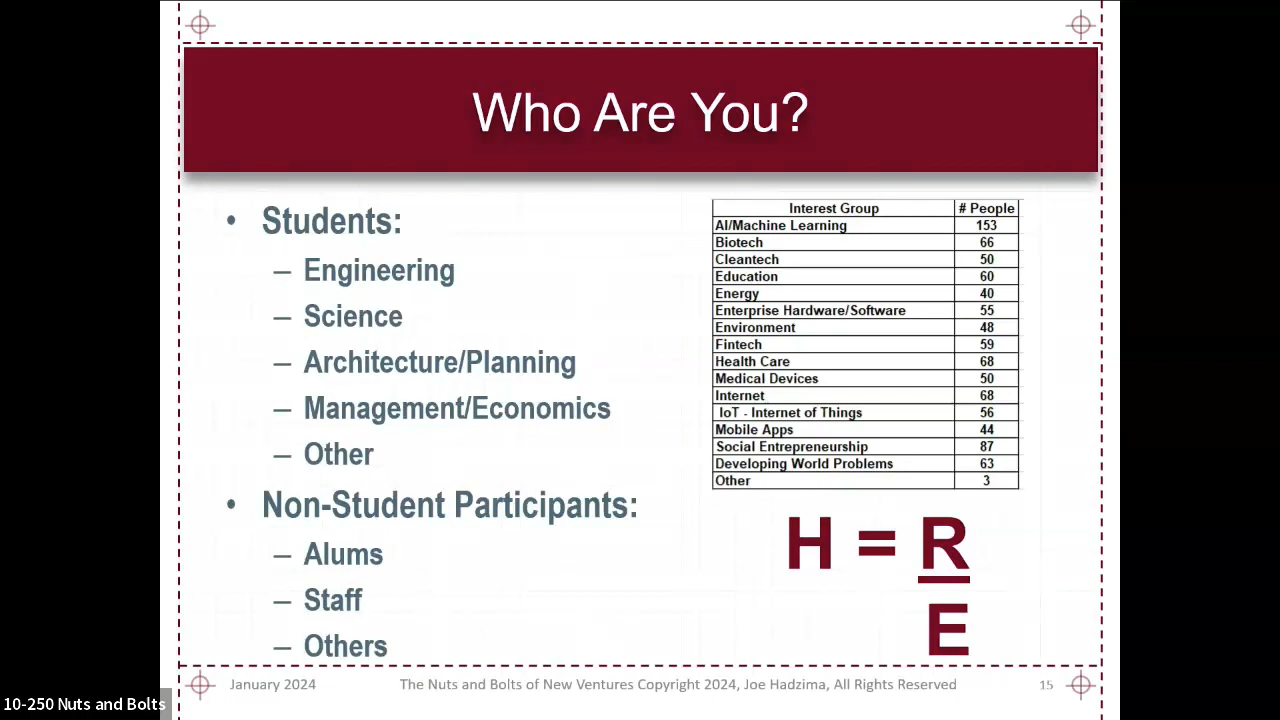 Who Are You?
• Students:
– Engineering
– Science
– Architecture/Planning
– Management/Economics
– Other
• Non-Student Participants:
– Alums
– Staff
– Others
Interest Group # People
AI/Machine Learning 153
Biotech 66
Cleantech 50
Education 60
Energy 40
Enterprise Hardware/Software 55
Environment 48
Fintech 59
Health Care 68
Medical Devices 50
Internet 68
IoT - Internet of Things 56
Mobile Apps 44
Social Entrepreneurship 87
Developing World Problems 63
Other 3
H = R
E
January 2024 The Nuts and Bolts of New Ventures Copyright 2024, Joe Hadzima, All Rights Reserved 15
10-250 Nuts and Bolts